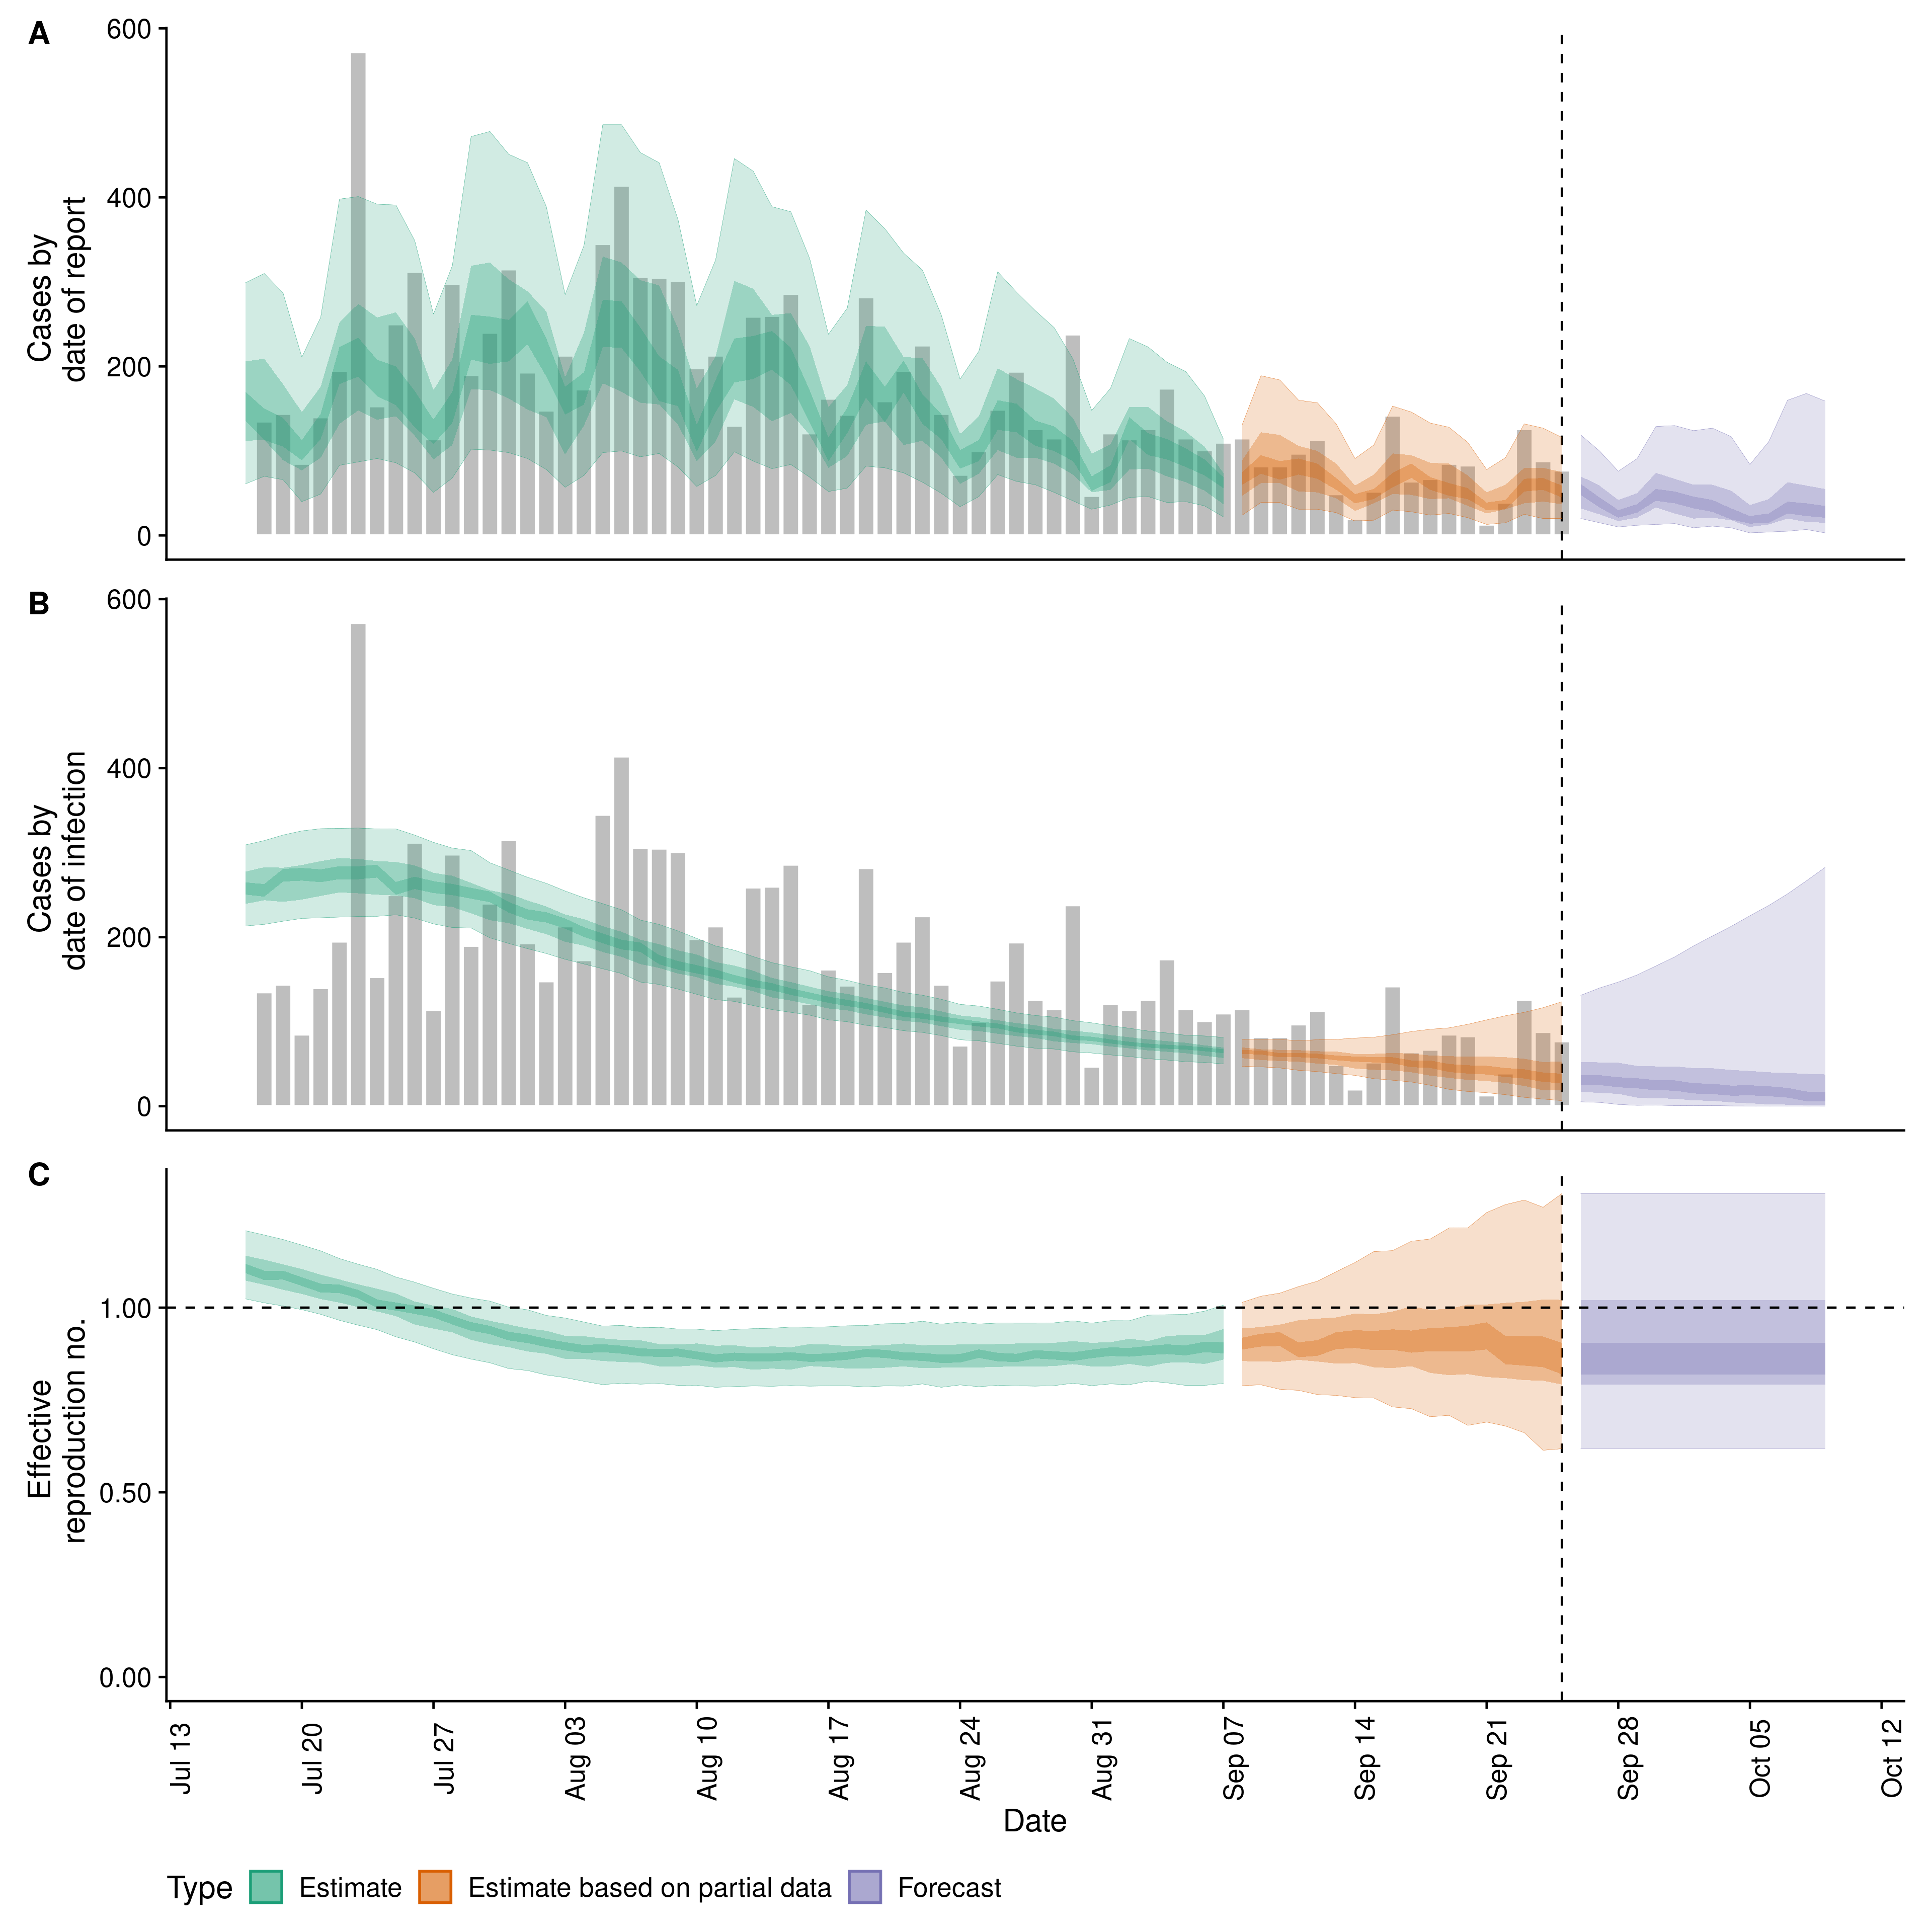 A
600
400
200
0
Cases by
date of report
B
600
400
200
0
Cases by
date of infection
C
1.00
0.50
0.00
Effective
reproduction no.
Jul 13
Jul 20
Jul 27
Aug 03
Aug 10
Aug 17
Aug 24
Aug 31
Sep 07
Sep 14
Sep 21
Sep 28
Oct 05
Oct 12
Date
Type Estimate Estimate based on partial data Forecast